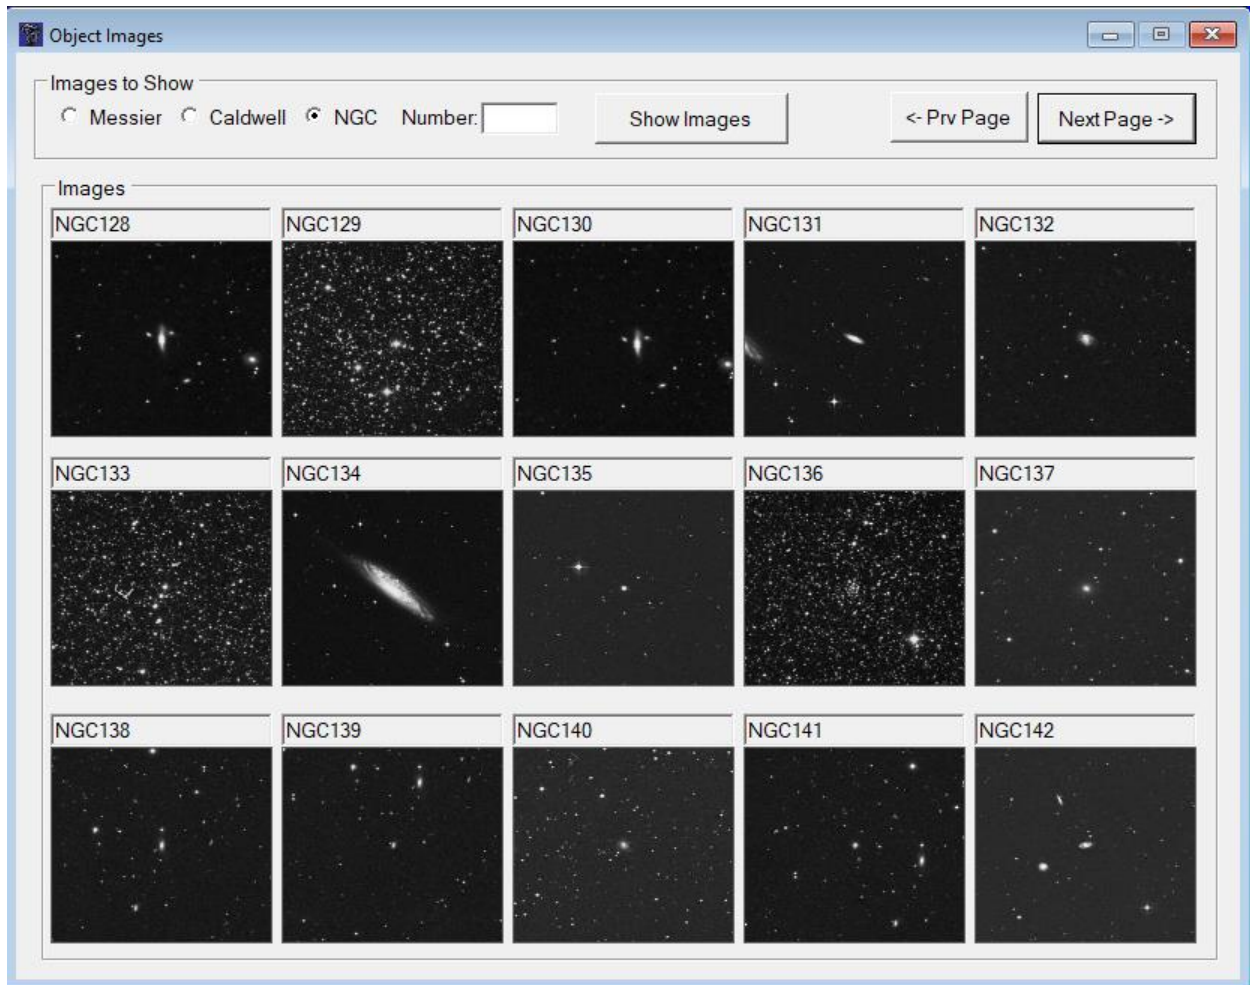 Object Images
Images to Show
Messier Caldwell NGC Number: Show Images <- Prv Page Next Page ->
Images
NGC128 NGC129 NGC130 NGC131 NGC132
NGC133 NGC134 NGC135 NGC136 NGC137
NGC138 NGC139 NGC140 NGC141 NGC142